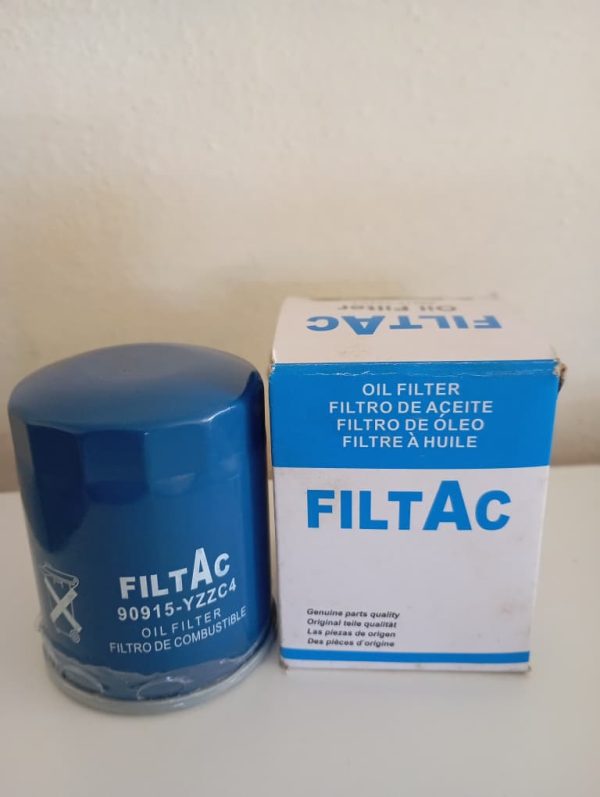 Oil Filter
FILTAC
OIL FILTER
FILTRO DE ACEITE
FILTRO DE ÓLEO
FILTRE À HUILE
FILTAC
Genuine parts quality
Original teile qualität
Las piezas de origen
Des pièces d'origine
FILTAC
90915-YZZC4
OIL FILTER
FILTRO DE COMBUSTIBLE